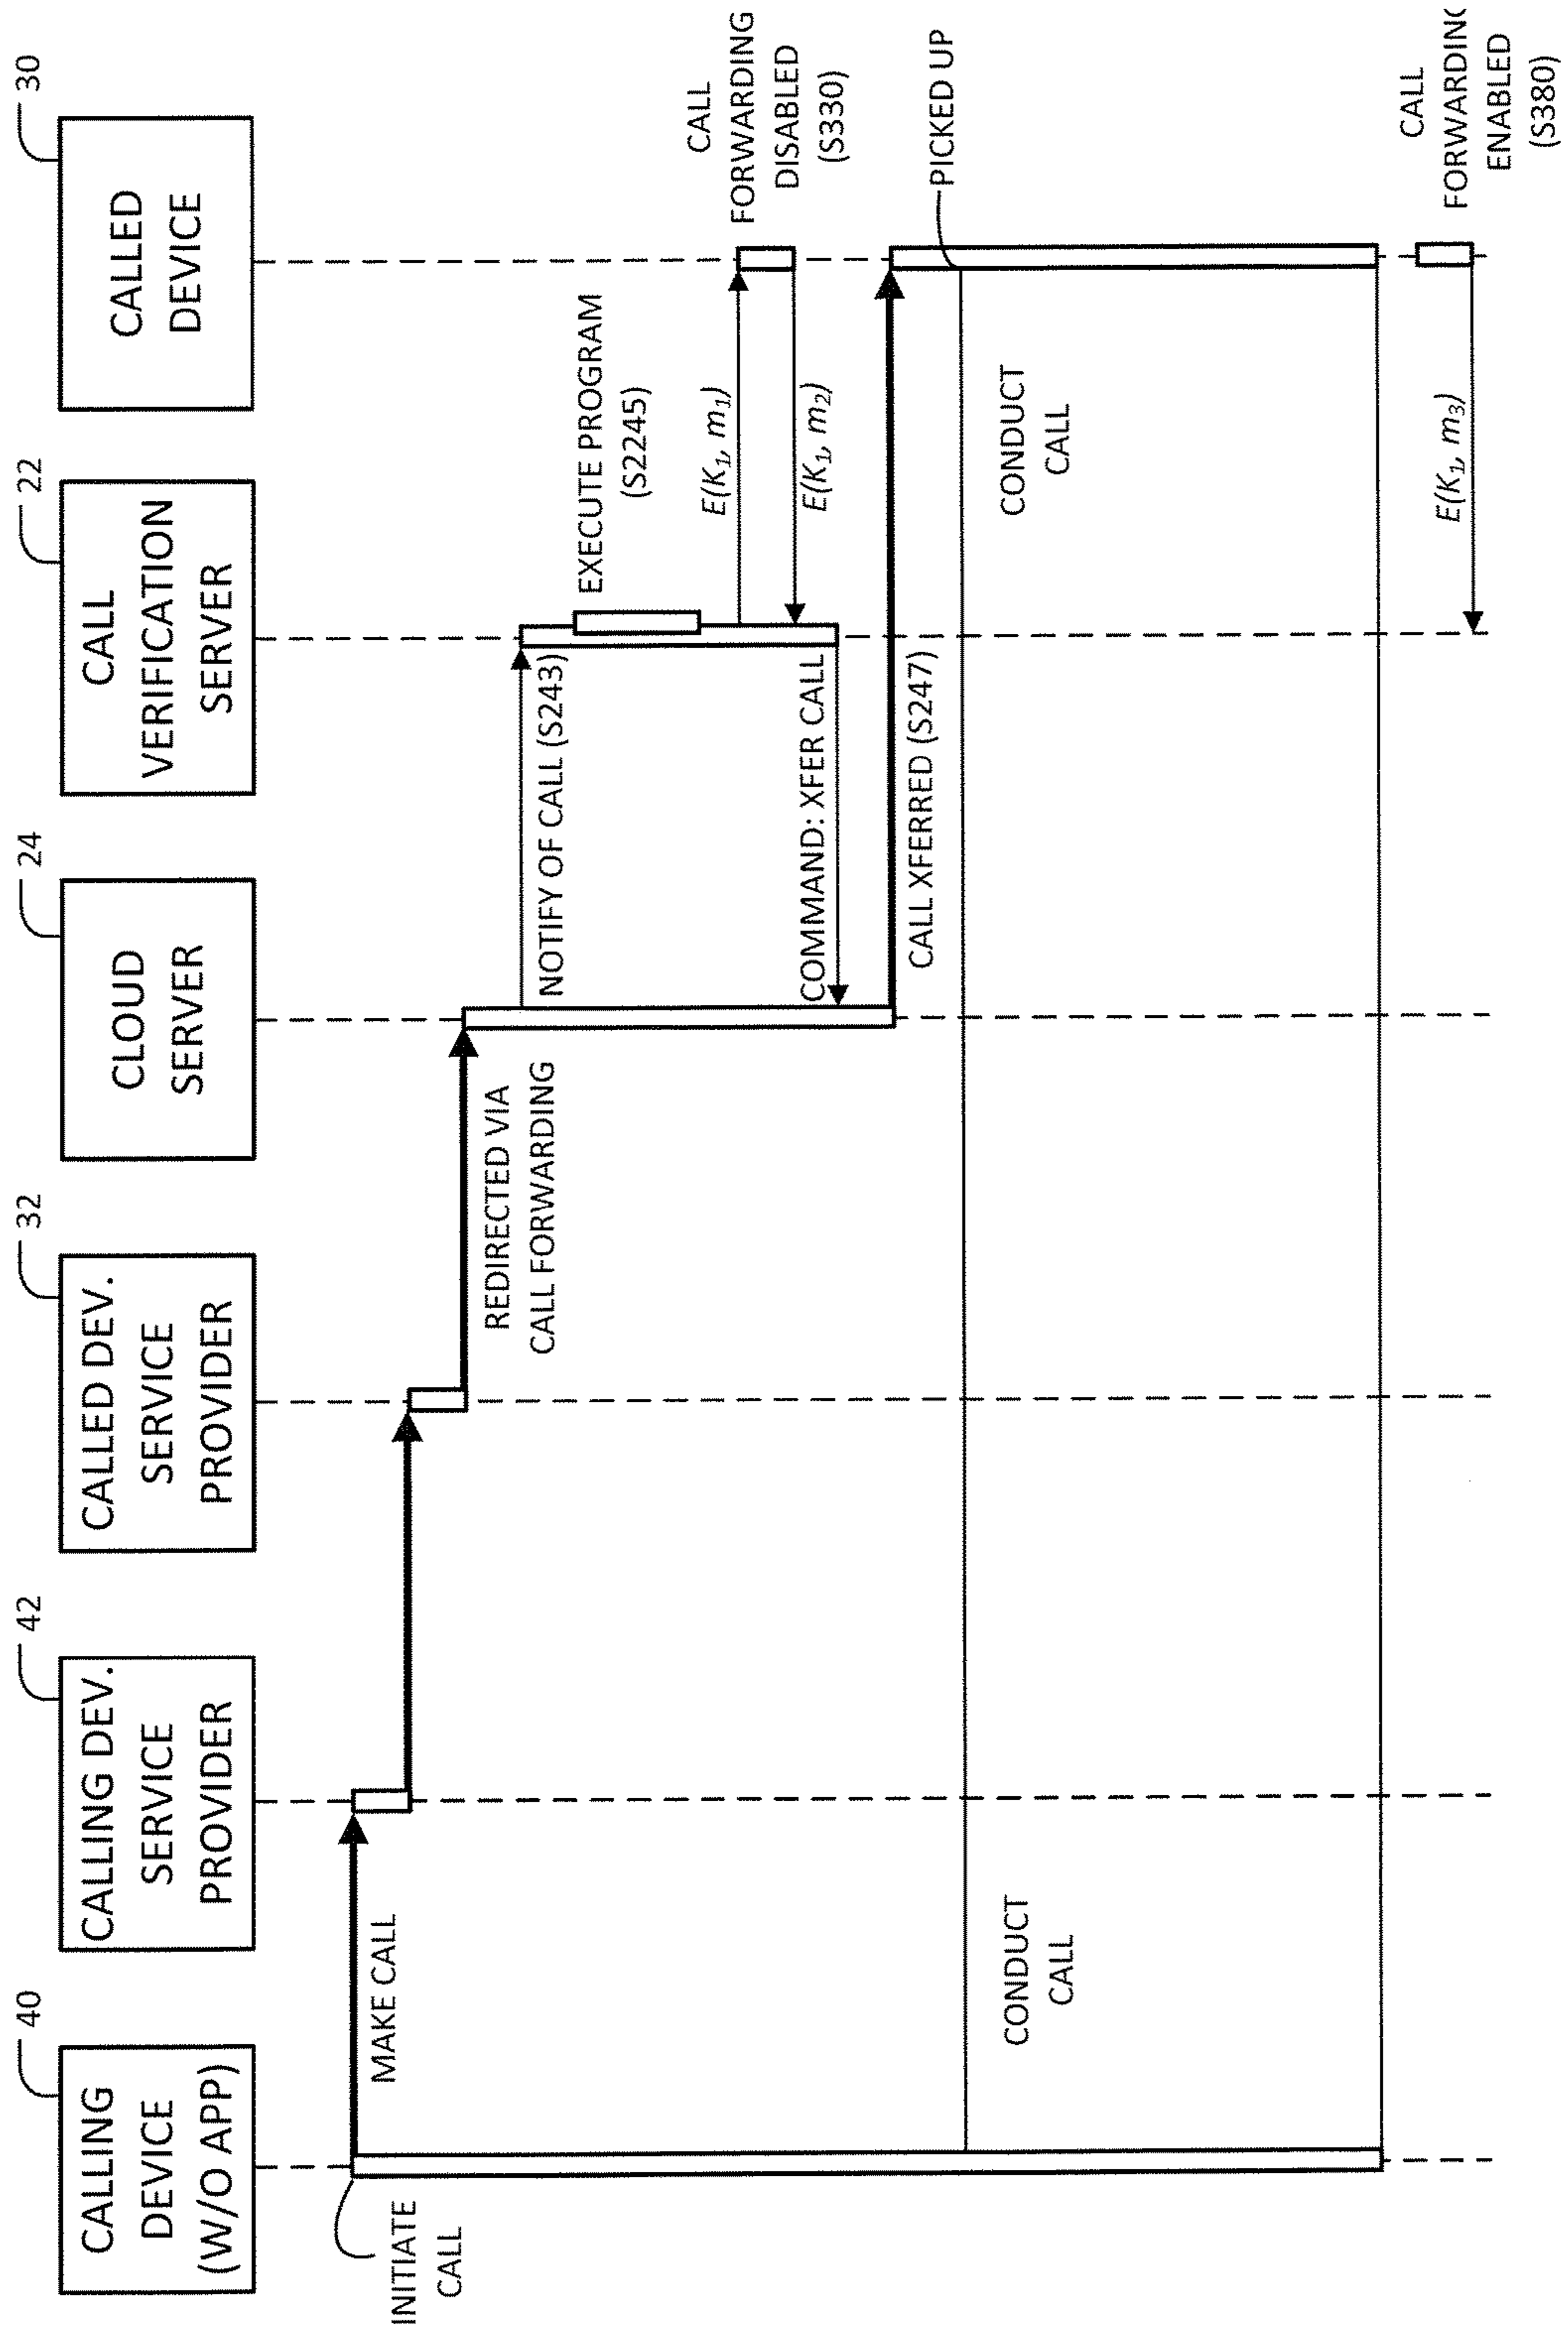 40
CALLING
DEVICE
(W/O APP)
42
CALLING DEV.
SERVICE
PROVIDER
32
CALLED DEV.
SERVICE
PROVIDER
24
CLOUD
SERVER
22
CALL
VERIFICATION
SERVER
30
CALLED
DEVICE
INITIATE
CALL
MAKE CALL
REDIRECTED VIA
CALL FORWARDING
NOTIFY OF CALL (S243)
EXECUTE PROGRAM
(S2245)
E(K₁, m₁)
CALL
FORWARDING
DISABLED
(S330)
E(K₁, m₂)
COMMAND: XFER CALL
CALL XFERRED (S247)
PICKED UP
CONDUCT
CALL
CONDUCT
CALL
E(K₁, m₃)
CALL
FORWARDING
ENABLED
(S380)